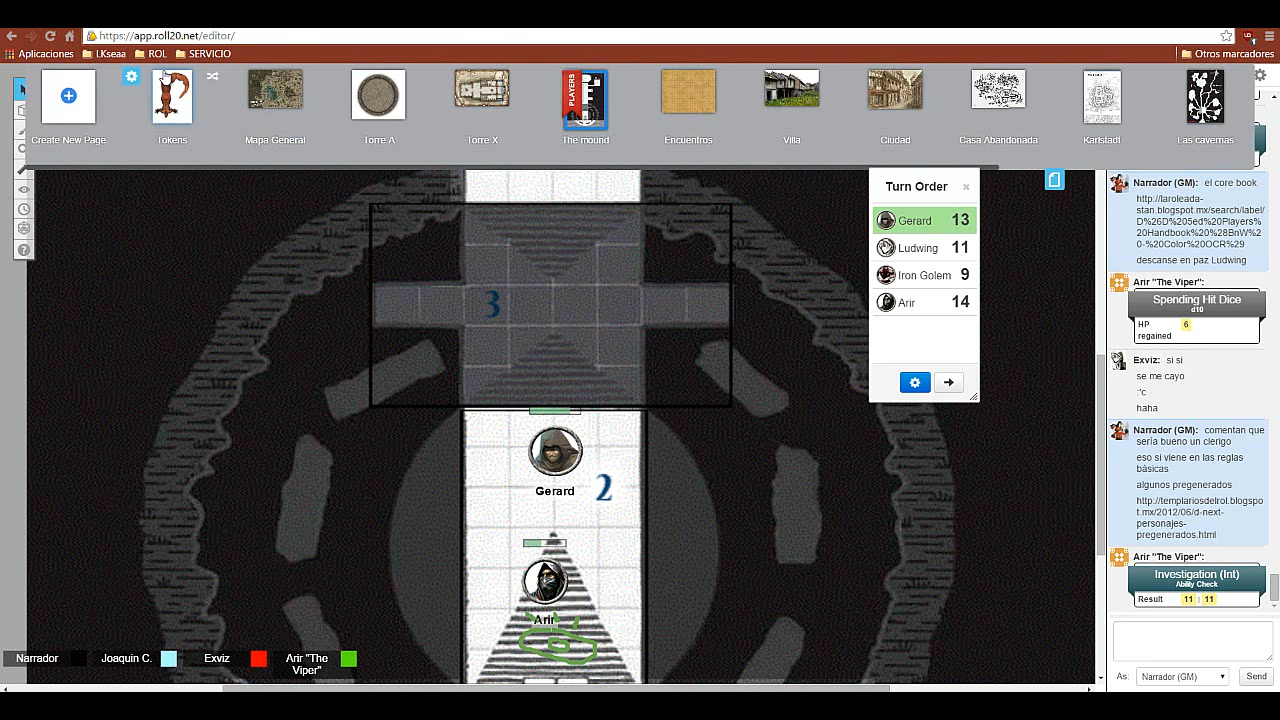 https://app.roll20.net/editor/
Aplicaciones
LKseaa
ROL
SERVICIO
Otros marcadores
PLAYERS
Create New Page
Tokens
Mapa General
Torre A
Torre X
The mound
Encuentros
Villa
Ciudad
Casa Abandonada
Karlstadt
Las cavernas
Turn Order ×
Gerard 13
Ludwing 11
Iron Golem 9
Arir 14
3
Gerard
2
Arir
Narrador
Joaquin C.
Exviz
Arir "The
Viper"
Narrador (GM): el core book
http://laroleada-
stan.blogspot.mx/search/label/
D%26D%205ed%20Players%
20Handbook%20%28BnW%2
0-%20Color%20OCR%29
descanse en paz Ludwing
Arir "The Viper":
Spending Hit Dice
d10
HP 6
regained
Exviz: si si
se me cayo
:'c
haha
Narrador (GM): comentan que
sería bueno un clerigo
eso si viene en las reglas
básicas
algunos pregenerados
http://templariosdelrol.blogspo
t.mx/2012/06/d-next-
personajes-
pregenerados.html
Arir "The Viper":
Investigation (Int)
Ability Check
Result 11 | 11
As: Narrador (GM)
Send